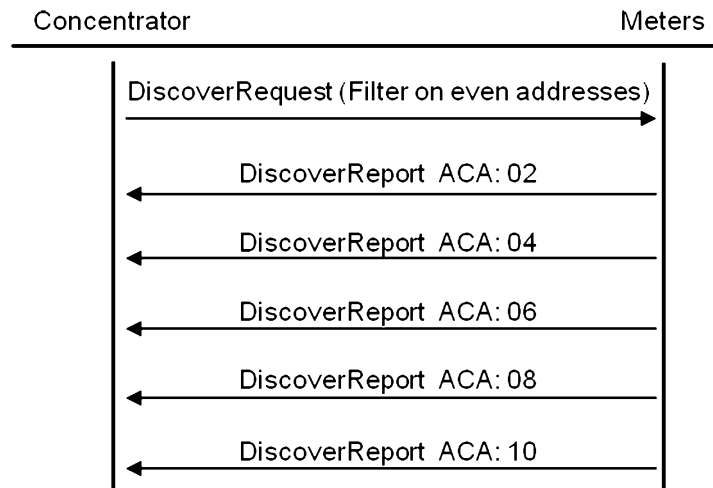 Concentrator Meters
DiscoverRequest (Filter on even addresses)
DiscoverReport ACA: 02
DiscoverReport ACA: 04
DiscoverReport ACA: 06
DiscoverReport ACA: 08
DiscoverReport ACA: 10